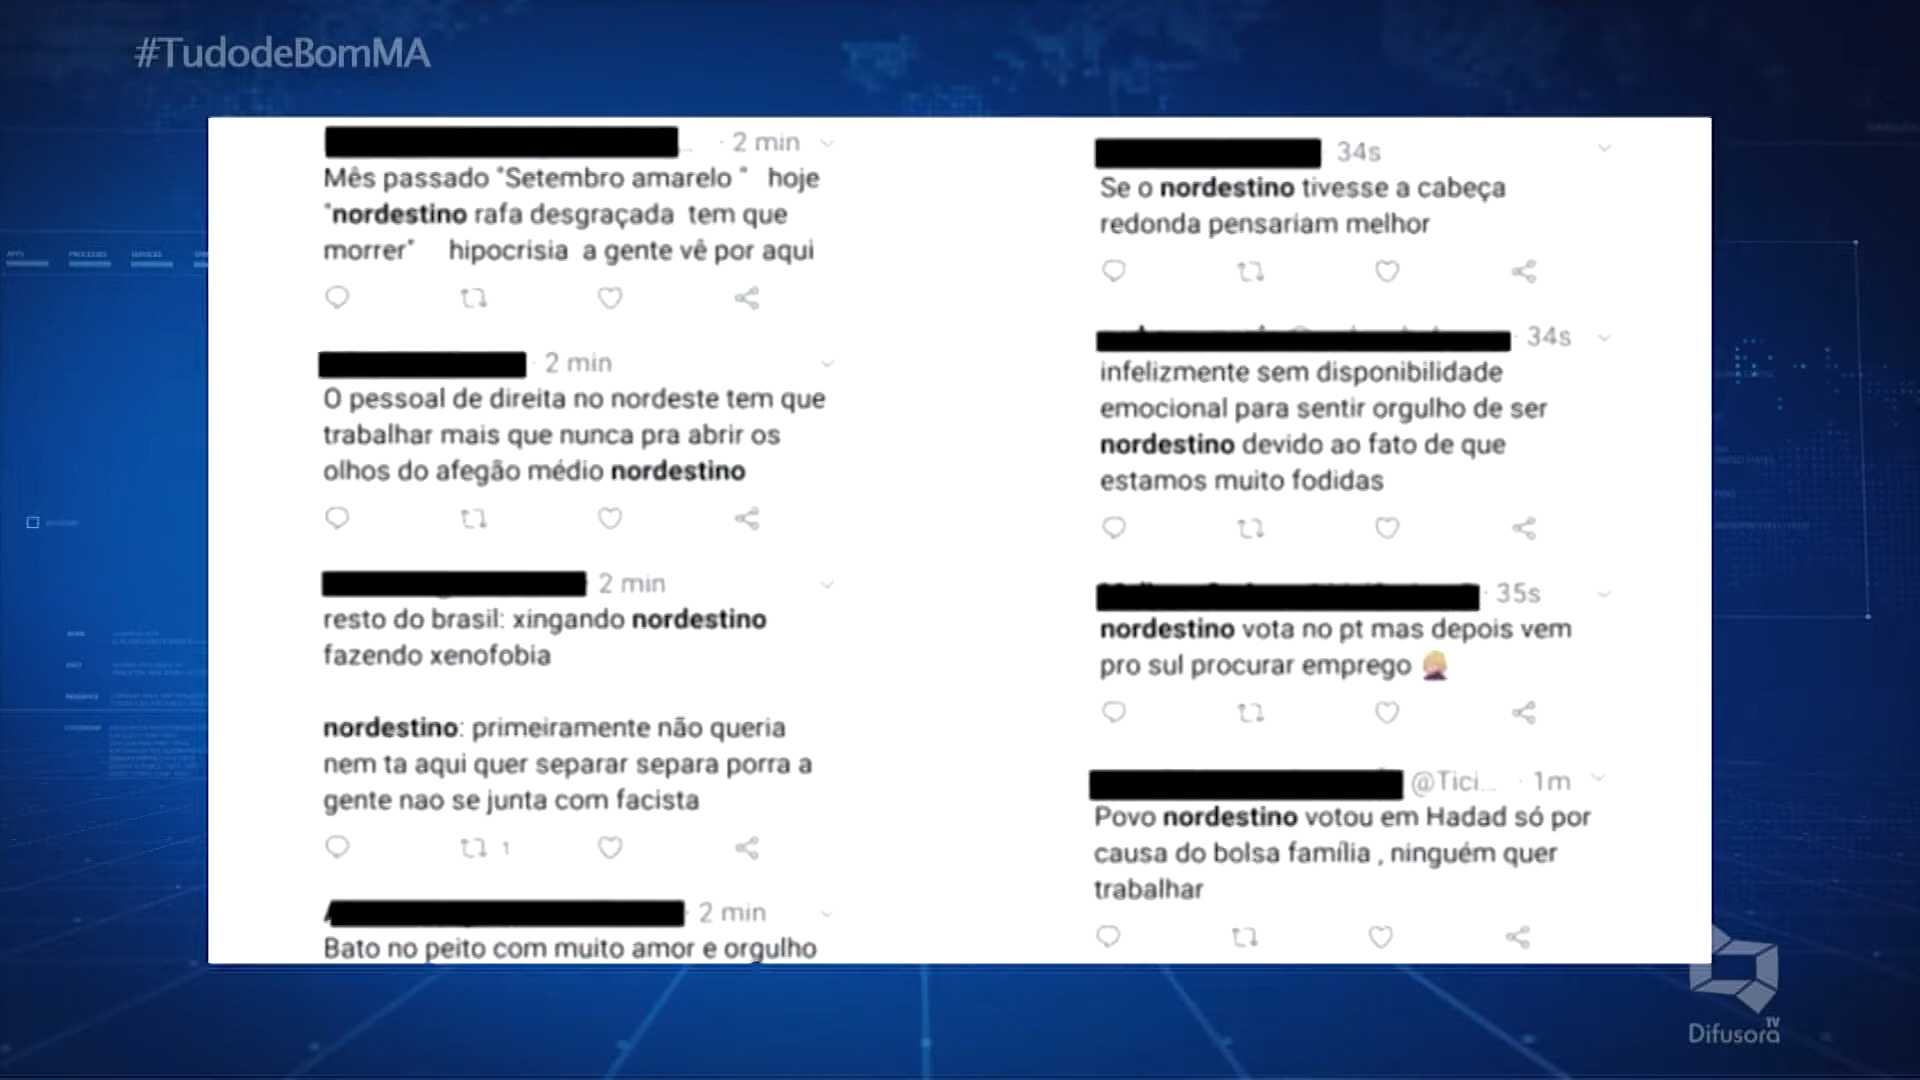 #TudodeBomMA
2 min
Mês passado "Setembro amarelo " hoje
"nordestino rafa desgraçada tem que
morrer" hipocrisia a gente vê por aqui
2 min
O pessoal de direita no nordeste tem que
trabalhar mais que nunca pra abrir os
olhos do afegão médio nordestino
2 min
resto do brasil: xingando nordestino
fazendo xenofobia
nordestino: primeiramente não queria
nem ta aqui quer separar separa porra a
gente nao se junta com facista
1
2 min
Bato no peito com muito amor e orgulho
34s
Se o nordestino tivesse a cabeça
redonda pensariam melhor
34s
infelizmente sem disponibilidade
emocional para sentir orgulho de ser
nordestino devido ao fato de que
estamos muito fodidas
35s
nordestino vota no pt mas depois vem
pro sul procurar emprego
@Tici... · 1m
Povo nordestino votou em Hadad só por
causa do bolsa família , ninguém quer
trabalhar
APPS PROCESSES SERVICES
TV
Difusora